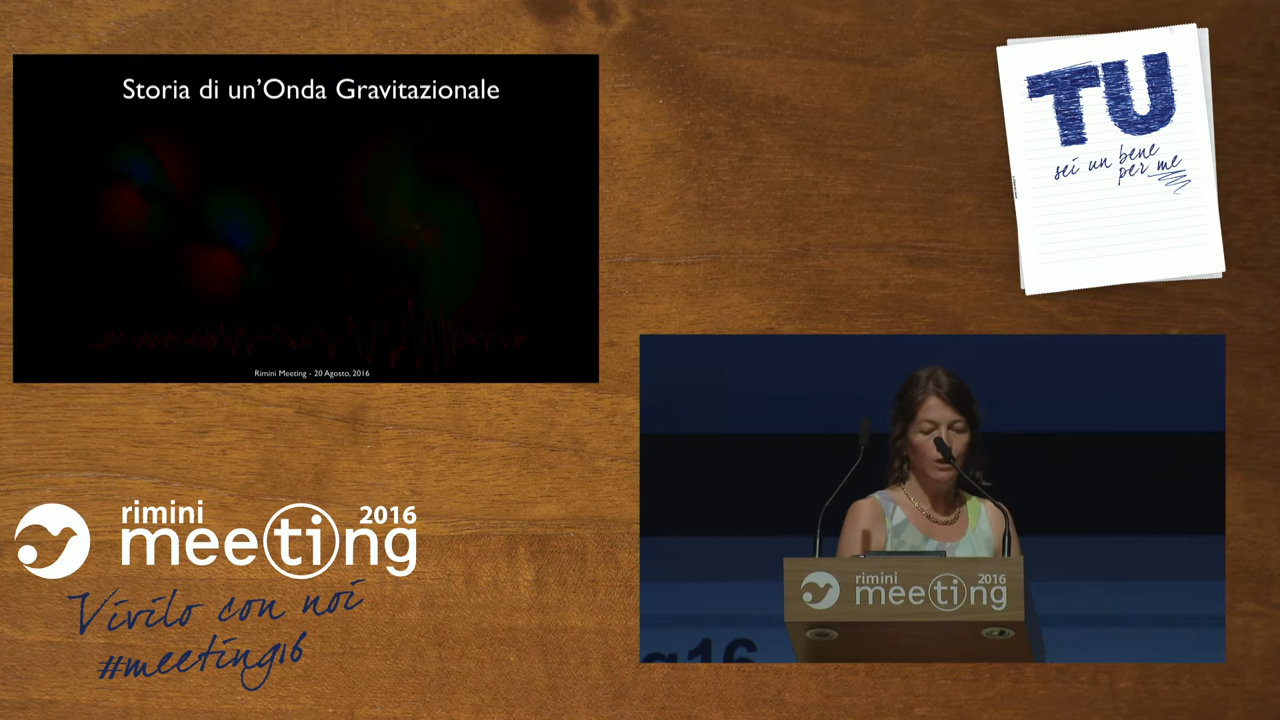 Storia di un'Onda Gravitazionale
Rimini Meeting - 20 Agosto, 2016
TU
sei un bene
per me
rimini
meeting
2016
Vivilo con noi
#meeting16
rimini
meeting
2016
g16